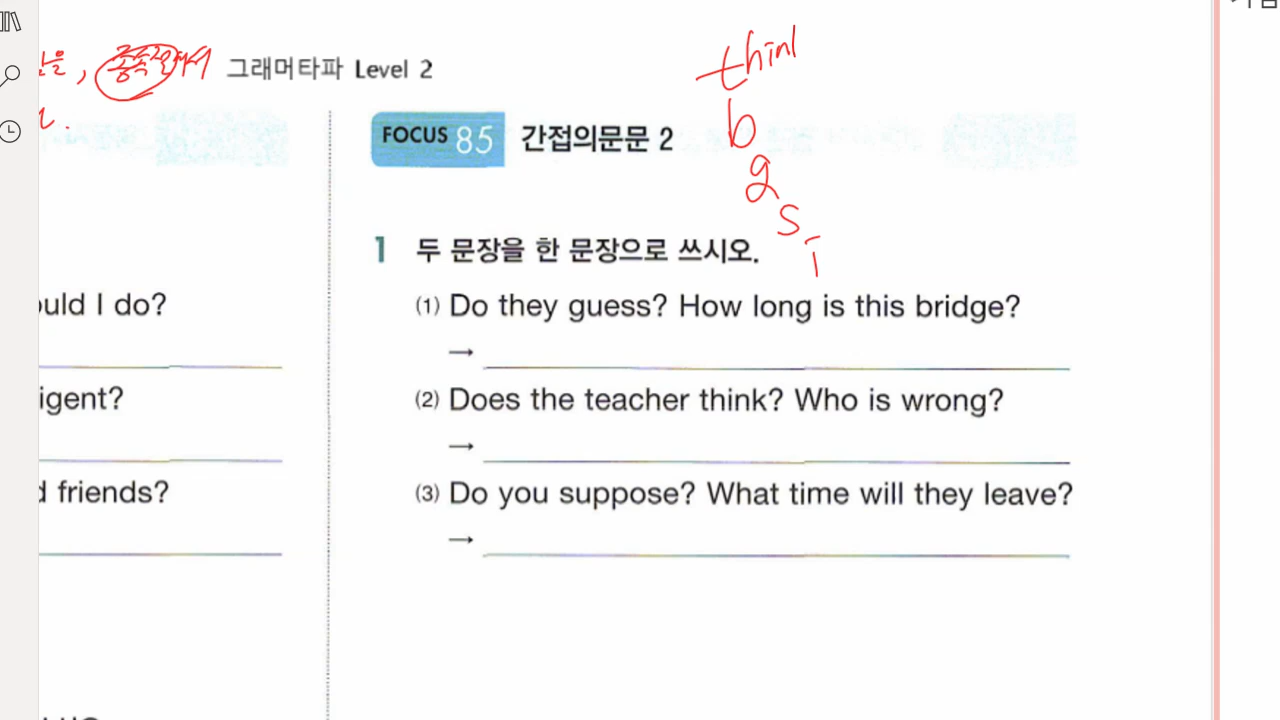 그래머타파 Level 2
think
b
g
s
i
FOCUS 85 간접의문문 2
1 두 문장을 한 문장으로 쓰시오.
ould I do?
(1) Do they guess? How long is this bridge?
→
igent?
(2) Does the teacher think? Who is wrong?
→
d friends?
(3) Do you suppose? What time will they leave?
→